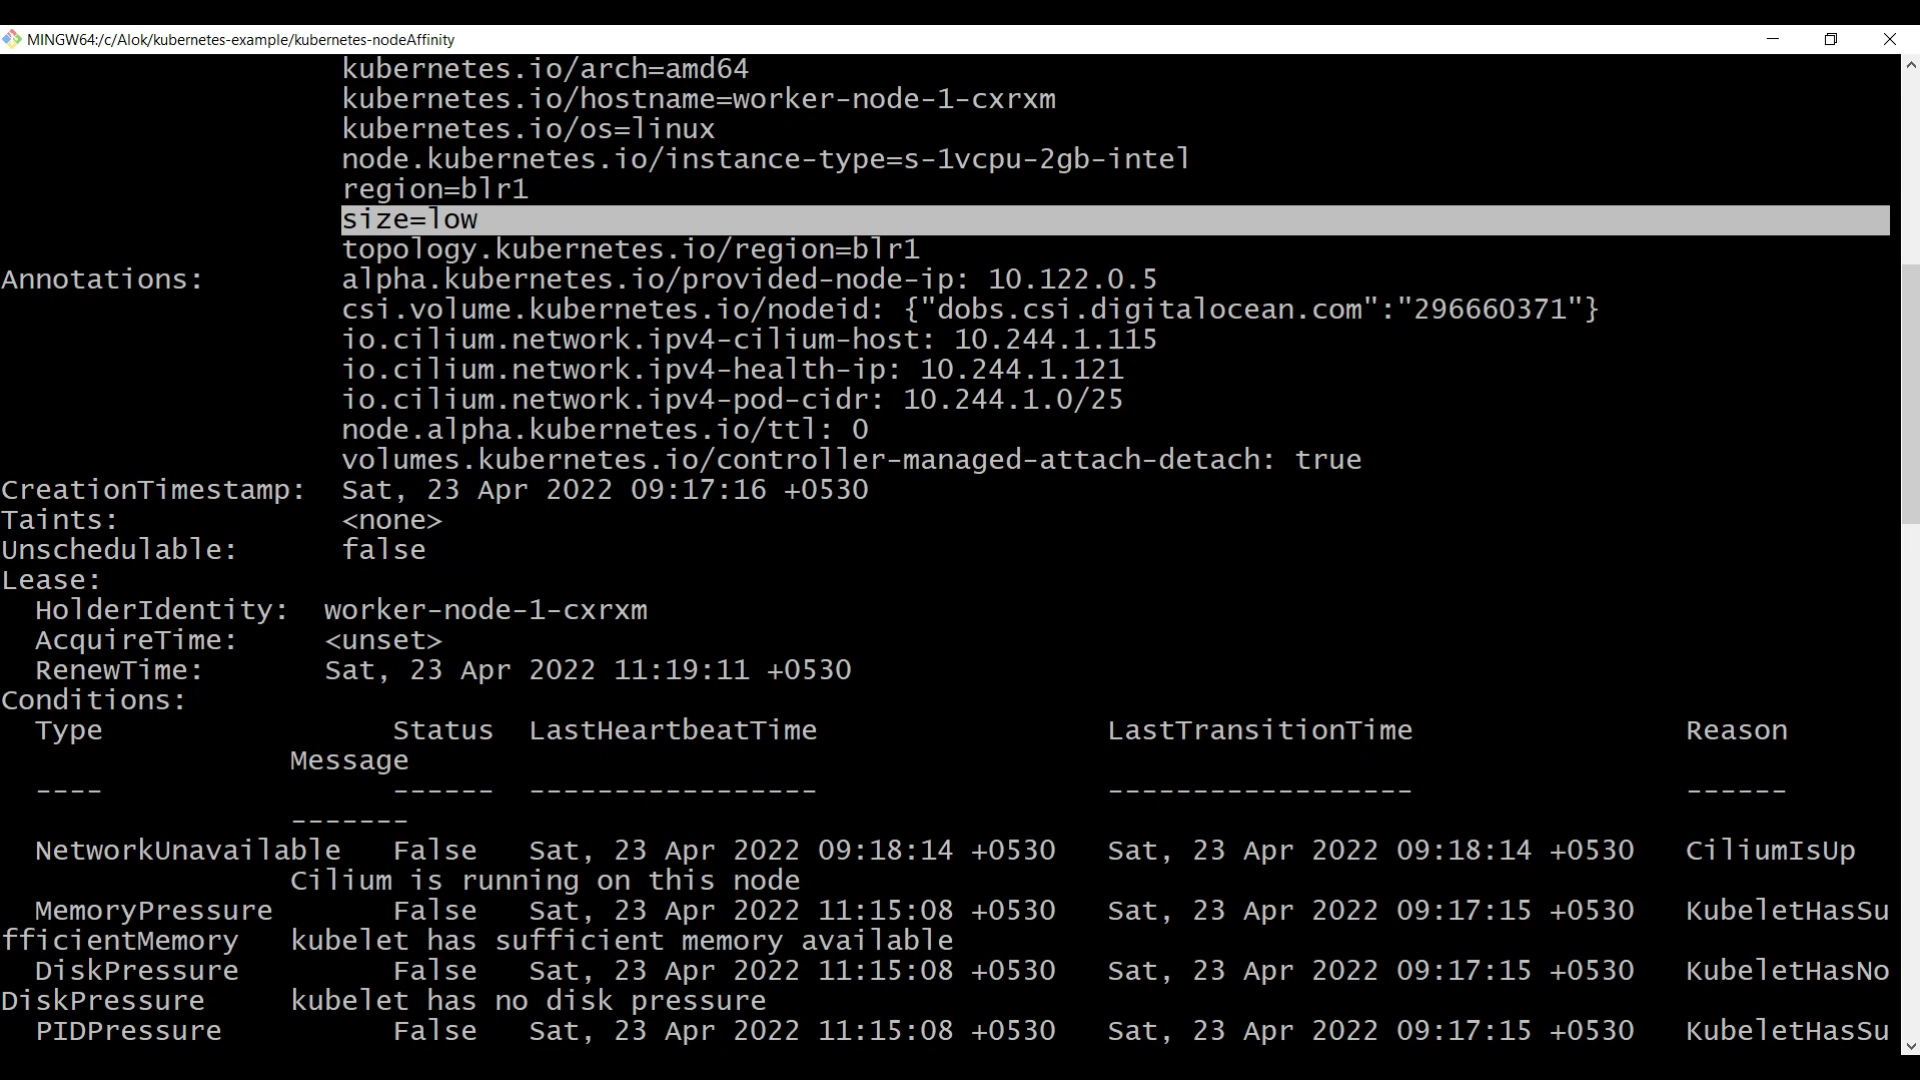 MINGW64:/c/Alok/kubernetes-example/kubernetes-nodeAffinity
kubernetes.io/arch=amd64
kubernetes.io/hostname=worker-node-1-cxrxm
kubernetes.io/os=linux
node.kubernetes.io/instance-type=s-1vcpu-2gb-intel
region=blr1
size=low
topology.kubernetes.io/region=blr1
Annotations: alpha.kubernetes.io/provided-node-ip: 10.122.0.5
csi.volume.kubernetes.io/nodeid: {"dobs.csi.digitalocean.com":"296660371"}
io.cilium.network.ipv4-cilium-host: 10.244.1.115
io.cilium.network.ipv4-health-ip: 10.244.1.121
io.cilium.network.ipv4-pod-cidr: 10.244.1.0/25
node.alpha.kubernetes.io/ttl: 0
volumes.kubernetes.io/controller-managed-attach-detach: true
CreationTimestamp: Sat, 23 Apr 2022 09:17:16 +0530
Taints: <none>
Unschedulable: false
Lease:
HolderIdentity: worker-node-1-cxrxm
AcquireTime: <unset>
RenewTime: Sat, 23 Apr 2022 11:19:11 +0530
Conditions:
Type Status LastHeartbeatTime LastTransitionTime Reason
Message
---- ------ ----------------- ------------------ ------
-------
NetworkUnavailable False Sat, 23 Apr 2022 09:18:14 +0530 Sat, 23 Apr 2022 09:18:14 +0530 CiliumIsUp
Cilium is running on this node
MemoryPressure False Sat, 23 Apr 2022 11:15:08 +0530 Sat, 23 Apr 2022 09:17:15 +0530 KubeletHasSu
fficientMemory kubelet has sufficient memory available
DiskPressure False Sat, 23 Apr 2022 11:15:08 +0530 Sat, 23 Apr 2022 09:17:15 +0530 KubeletHasNo
DiskPressure kubelet has no disk pressure
PIDPressure False Sat, 23 Apr 2022 11:15:08 +0530 Sat, 23 Apr 2022 09:17:15 +0530 KubeletHasSu